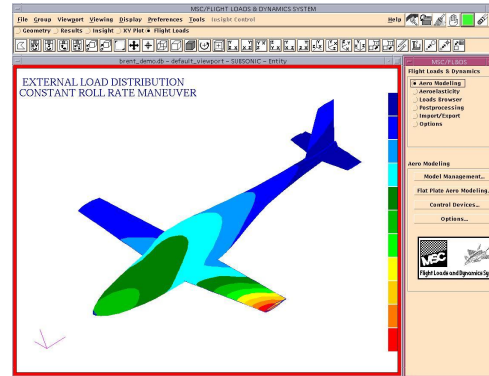 MSC/FLIGHT LOADS & DYNAMICS SYSTEM
File Group Viewport Viewing Display Preferences Tools Insight Control Help
Geometry Results Insight XY Plot Flight Loads
brent_demo.db - default_viewport - SUBSONIC - Entity
MSC/FLDS
Flight Loads & Dynamics
EXTERNAL LOAD DISTRIBUTION
CONSTANT ROLL RATE MANEUVER
Aero Modeling
Aeroelasticity
Loads Browser
Postprocessing
Import/Export
Options
Aero Modeling
Model Management...
Flat Plate Aero Modeling.
Control Devices...
Options...
MSC
Flight Loads and Dynamics Sy